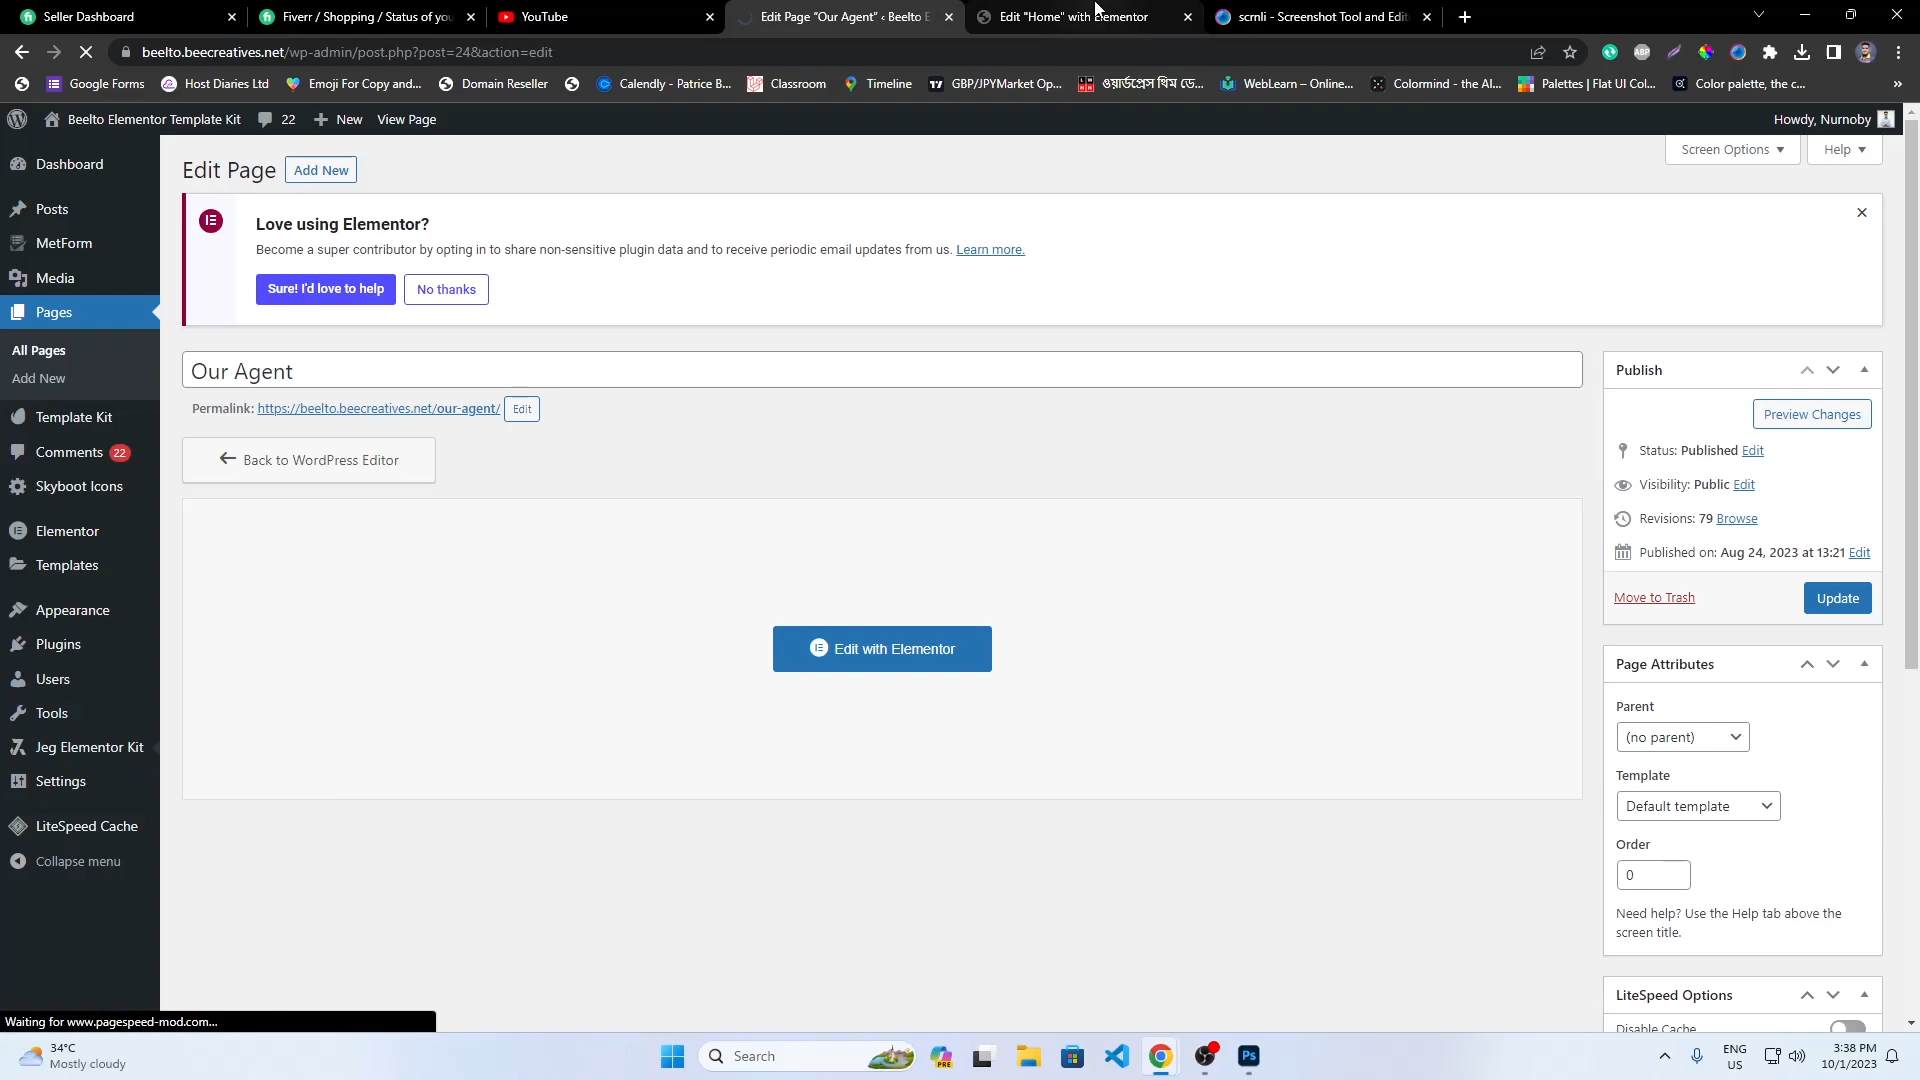 Seller Dashboard
Fiverr / Shopping / Status of you
YouTube
Edit Page "Our Agent" ‹ Beelto E
Edit "Home" with Elementor
scrnli - Screenshot Tool and Edit
beelto.beecreatives.net/wp-admin/post.php?post=24&action=edit
Google Forms
Host Diaries Ltd
Emoji For Copy and...
Domain Reseller
Calendly - Patrice B...
Classroom
Timeline
GBP/JPYMarket Op...
ওয়ার্ডপ্রেস থিম ডে...
WebLearn – Online...
Colormind - the AI...
Palettes | Flat UI Col...
Color palette, the c...
Beelto Elementor Template Kit
22
New
View Page
Howdy, Nurnoby
Dashboard
Posts
MetForm
Media
Pages
All Pages
Add New
Template Kit
Comments 22
Skyboot Icons
Elementor
Templates
Appearance
Plugins
Users
Tools
Jeg Elementor Kit
Settings
LiteSpeed Cache
Collapse menu
Edit Page
Add New
Screen Options
Help
Love using Elementor?
Become a super contributor by opting in to share non-sensitive plugin data and to receive periodic email updates from us. Learn more.
Sure! I'd love to help
No thanks
Our Agent
Permalink: https://beelto.beecreatives.net/our-agent/ Edit
Back to WordPress Editor
Edit with Elementor
Publish
Preview Changes
Status: Published Edit
Visibility: Public Edit
Revisions: 79 Browse
Published on: Aug 24, 2023 at 13:21 Edit
Move to Trash
Update
Page Attributes
Parent
(no parent)
Template
Default template
Order
0
Need help? Use the Help tab above the
screen title.
LiteSpeed Options
Disable Cache
Waiting for www.pagespeed-mod.com...
34°C
Mostly cloudy
Search
PRE
Ps
ENG
US
3:38 PM
10/1/2023